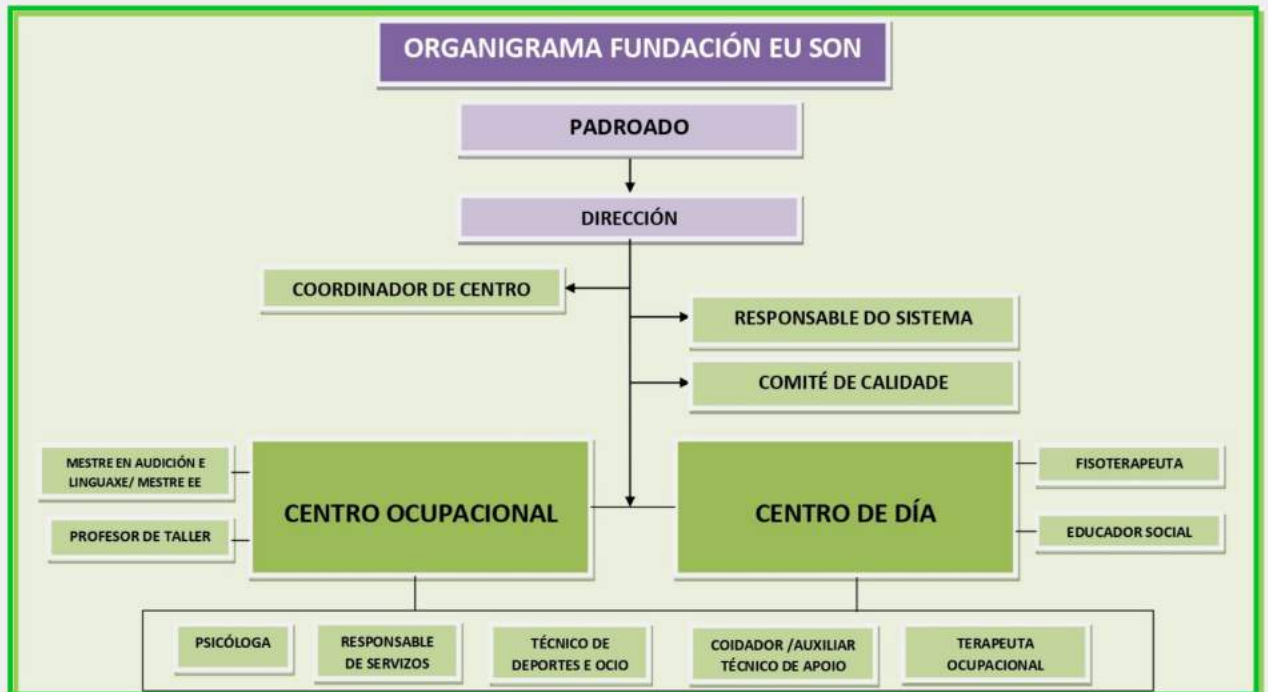 ORGANIGRAMA FUNDACIÓN EU SON
PADROADO
DIRECCIÓN
COORDINADOR DE CENTRO
RESPONSABLE DO SISTEMA
COMITÉ DE CALIDADE
MESTRE EN AUDICIÓN E
LINGUAXE/ MESTRE EE
PROFESOR DE TALLER
CENTRO OCUPACIONAL
CENTRO DE DÍA
FISOTERAPEUTA
EDUCADOR SOCIAL
PSICÓLOGA
RESPONSABLE
DE SERVIZOS
TÉCNICO DE
DEPORTES E OCIO
COIDADOR /AUXILIAR
TÉCNICO DE APOIO
TERAPEUTA
OCUPACIONAL